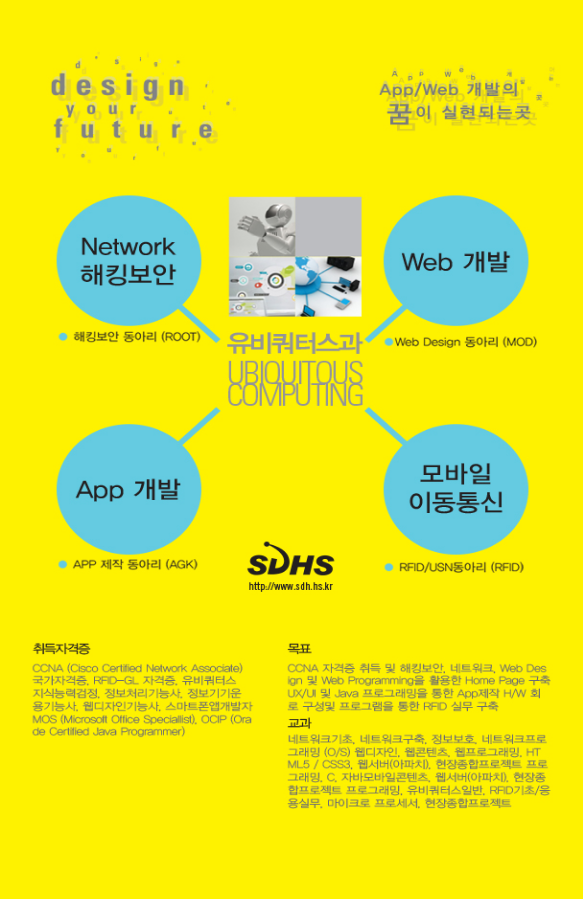 design
your
future
App/Web 개발의
꿈이 실현되는곳
Network
해킹보안
해킹보안 동아리 (ROOT)
Web 개발
Web Design 동아리 (MOD)
유비쿼터스과
UBIQUITOUS
COMPUTING
App 개발
APP 제작 동아리 (AGK)
모바일
이동통신
RFID/USN동아리 (RFID)
SDHS
http://www.sdh.hs.kr
취득자격증
CCNA (Cisco Certified Network Associate)
국가자격증, RFID-GL 자격증, 유비쿼터스
지식능력검정, 정보처리기능사, 정보기기운
용기능사, 웹디자인기능사, 스마트폰앱개발자
MOS (Microsoft Office Speciallist), OCIP (Ora
de Certified Java Programmer)
목표
CCNA 자격증 취득 및 해킹보안, 네트워크, Web Des
ign 및 Web Programming을 활용한 Home Page 구축
UX/UI 및 Java 프로그래밍을 통한 App제작 H/W 회
로 구성및 프로그램을 통한 RFID 실무 구축
교과
네트워크기초, 네트워크구축, 정보보호, 네트워크프로
그래밍 (O/S) 웹디자인, 웹콘텐츠, 웹프로그래밍, HT
ML5 / CSS3, 웹서버(아파치), 현장종합프로젝트 프로
그래밍, C, 자바모바일콘텐츠, 웹서버(아파치), 현장종
합프로젝트 프로그래밍, 유비쿼터스일반, RFID기초/응
용실무, 마이크로 프로세서, 현장종합프로젝트